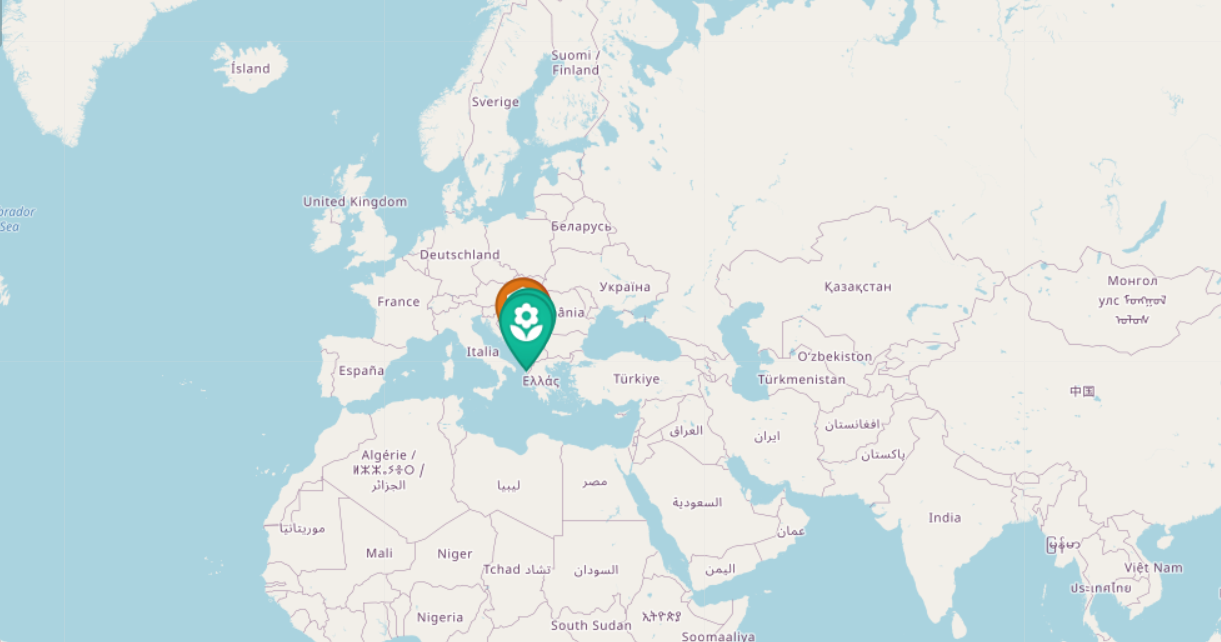 Ísland
Suomi /
Finland
Sverige
United Kingdom
brador
Sea
Беларусь
Deutschland
Україна
France
ânia
Қазақстан
Монгол
улс ᠮᠣᠩᠭᠣᠯ
ᠤᠯᠤᠰ
Italia
España
Ελλάς
Türkiye
Oʻzbekiston
Türkmenistan
中国
العراق
ایران
افغانستان
پاکستان
Algérie /
ⵍⵣⵣⴰⵢⴻⵔ /
الجزائر
ليبيا
مصر
السعودية
عمان
India
موريتانيا
Mali
Niger
Tchad تشاد
السودان
اليمن
မြန်မာ
Việt Nam
ประเทศไทย
Nigeria
South Sudan
ኢትዮጵያ
Soomaaliya